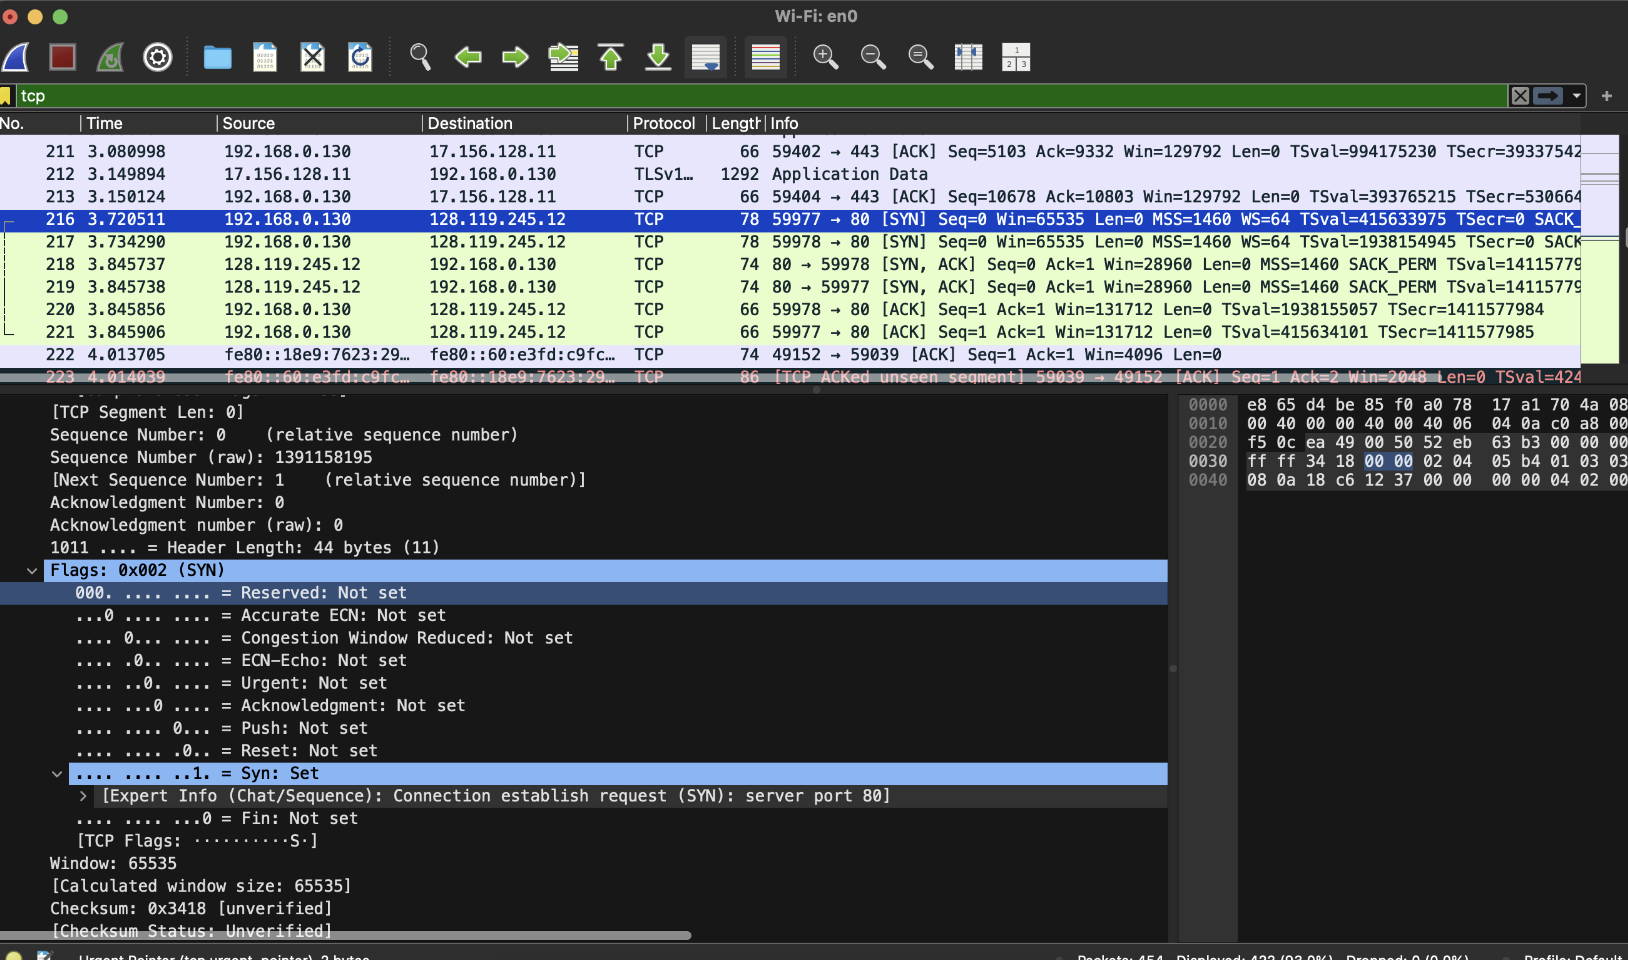 Wi-Fi: en0
tcp
No. Time Source Destination Protocol Length Info
211 3.080998 192.168.0.130 17.156.128.11 TCP 66 59402 → 443 [ACK] Seq=5103 Ack=9332 Win=129792 Len=0 TSval=994175230 TSecr=39337542
212 3.149894 17.156.128.11 192.168.0.130 TLSv1… 1292 Application Data
213 3.150124 192.168.0.130 17.156.128.11 TCP 66 59404 → 443 [ACK] Seq=10678 Ack=10803 Win=129792 Len=0 TSval=393765215 TSecr=530664
216 3.720511 192.168.0.130 128.119.245.12 TCP 78 59977 → 80 [SYN] Seq=0 Win=65535 Len=0 MSS=1460 WS=64 TSval=415633975 TSecr=0 SACK_
217 3.734290 192.168.0.130 128.119.245.12 TCP 78 59978 → 80 [SYN] Seq=0 Win=65535 Len=0 MSS=1460 WS=64 TSval=1938154945 TSecr=0 SACK
218 3.845737 128.119.245.12 192.168.0.130 TCP 74 80 → 59978 [SYN, ACK] Seq=0 Ack=1 Win=28960 Len=0 MSS=1460 SACK_PERM TSval=14115779
219 3.845738 128.119.245.12 192.168.0.130 TCP 74 80 → 59977 [SYN, ACK] Seq=0 Ack=1 Win=28960 Len=0 MSS=1460 SACK_PERM TSval=14115779
220 3.845856 192.168.0.130 128.119.245.12 TCP 66 59978 → 80 [ACK] Seq=1 Ack=1 Win=131712 Len=0 TSval=1938155057 TSecr=1411577984
221 3.845906 192.168.0.130 128.119.245.12 TCP 66 59977 → 80 [ACK] Seq=1 Ack=1 Win=131712 Len=0 TSval=415634101 TSecr=1411577985
222 4.013705 fe80::18e9:7623:29… fe80::60:e3fd:c9fc… TCP 74 49152 → 59039 [ACK] Seq=1 Ack=1 Win=4096 Len=0
223 4.014039 fe80::60:e3fd:c9fc… fe80::18e9:7623:29… TCP 86 [TCP ACKed unseen segment] 59039 → 49152 [ACK] Seq=1 Ack=2 Win=2048 Len=0 TSval=424
[TCP Segment Len: 0]
Sequence Number: 0 (relative sequence number)
Sequence Number (raw): 1391158195
[Next Sequence Number: 1 (relative sequence number)]
Acknowledgment Number: 0
Acknowledgment number (raw): 0
1011 .... = Header Length: 44 bytes (11)
Flags: 0x002 (SYN)
000. .... .... = Reserved: Not set
...0 .... .... = Accurate ECN: Not set
.... 0... .... = Congestion Window Reduced: Not set
.... .0.. .... = ECN-Echo: Not set
.... ..0. .... = Urgent: Not set
.... ...0 .... = Acknowledgment: Not set
.... .... 0... = Push: Not set
.... .... .0.. = Reset: Not set
.... .... ..1. = Syn: Set
[Expert Info (Chat/Sequence): Connection establish request (SYN): server port 80]
.... .... ...0 = Fin: Not set
[TCP Flags: ··········S·]
Window: 65535
[Calculated window size: 65535]
Checksum: 0x3418 [unverified]
[Checksum Status: Unverified]
0000 e8 65 d4 be 85 f0 a0 78 17 a1 70 4a 08
0010 00 40 00 00 40 00 40 06 04 0a c0 a8 00
0020 f5 0c ea 49 00 50 52 eb 63 b3 00 00 00
0030 ff ff 34 18 00 00 02 04 05 b4 01 03 03
0040 08 0a 18 c6 12 37 00 00 00 00 04 02 00
Urgent Pointer (tcp.urgent_pointer), 2 bytes
Packets: 454 · Displayed: 422 (93.0%) · Dropped: 0 (0.0%)
Profile: Default